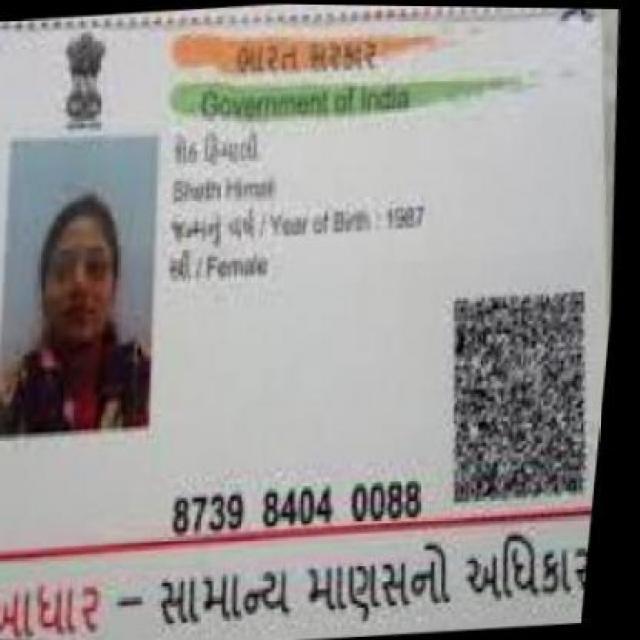 ભારત સરકાર
Government of India
શેઠ હિમાલી
Sheth Himali
જન્મનું વર્ષ / Year of Birth : 1987
સ્ત્રી / Female
8739 8404 0088
આધાર – સામાન્ય માણસનો અધિકાર